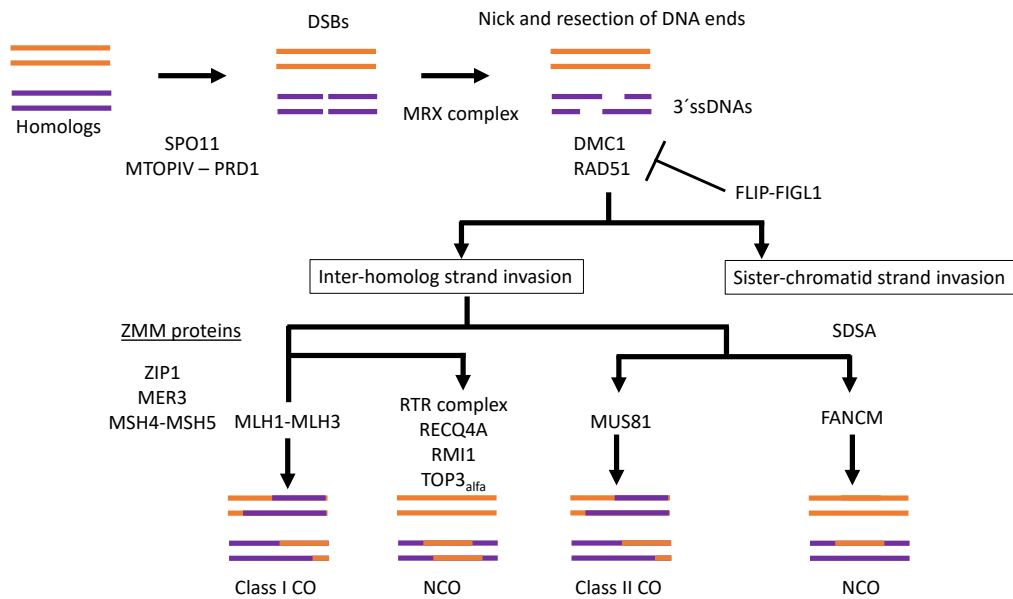 DSBs
Nick and resection of DNA ends
Homologs
SPO11
MTOPIV – PRD1
MRX complex
3´ssDNAs
DMC1
RAD51
FLIP-FIGL1
Inter-homolog strand invasion
Sister-chromatid strand invasion
ZMM proteins
SDSA
ZIP1
MER3
MSH4-MSH5
MLH1-MLH3
RTR complex
RECQ4A
RMI1
TOP3alfa
MUS81
FANCM
Class I CO
NCO
Class II CO
NCO